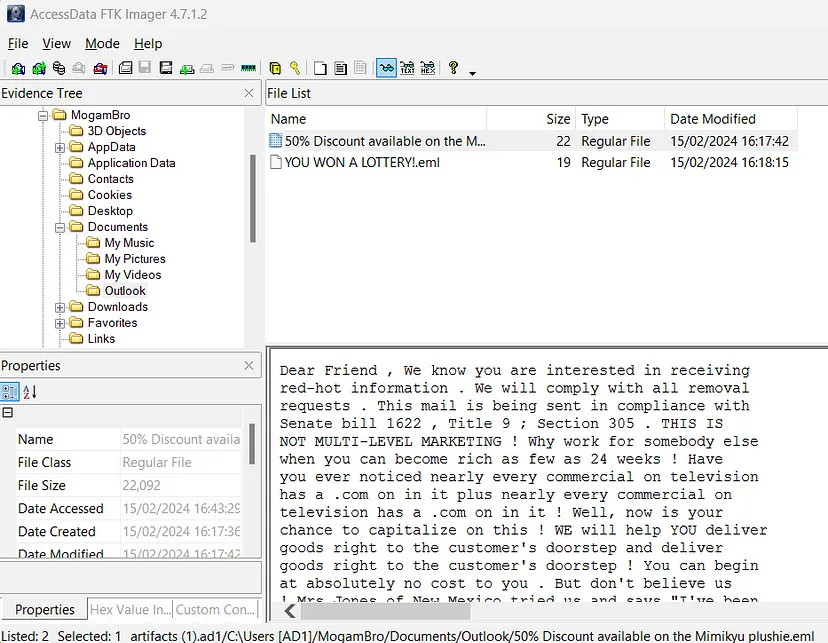 AccessData FTK Imager 4.7.1.2
File View Mode Help
TEXT HEX
Evidence Tree
MogamBro
3D Objects
AppData
Application Data
Contacts
Cookies
Desktop
Documents
My Music
My Pictures
My Videos
Outlook
Downloads
Favorites
Links
File List
Name Size Type Date Modified
50% Discount available on the M... 22 Regular File 15/02/2024 16:17:42
YOU WON A LOTTERY!.eml 19 Regular File 15/02/2024 16:18:15
Properties
Name 50% Discount availa
File Class Regular File
File Size 22,092
Date Accessed 15/02/2024 16:43:29
Date Created 15/02/2024 16:17:36
Date Modified 15/02/2024 16:17:42
Properties Hex Value In... Custom Con...
Dear Friend , We know you are interested in receiving
red-hot information . We will comply with all removal
requests . This mail is being sent in compliance with
Senate bill 1622 , Title 9 ; Section 305 . THIS IS
NOT MULTI-LEVEL MARKETING ! Why work for somebody else
when you can become rich as few as 24 weeks ! Have
you ever noticed nearly every commercial on television
has a .com on in it plus nearly every commercial on
television has a .com on in it ! Well, now is your
chance to capitalize on this ! WE will help YOU deliver
goods right to the customer's doorstep and deliver
goods right to the customer's doorstep ! You can begin
at absolutely no cost to you . But don't believe us
! Mrs Jones of New Mexico tried us and says "I've been
Listed: 2 Selected: 1 artifacts (1).ad1/C:\Users [AD1]/MogamBro/Documents/Outlook/50% Discount available on the Mimikyu plushie.eml